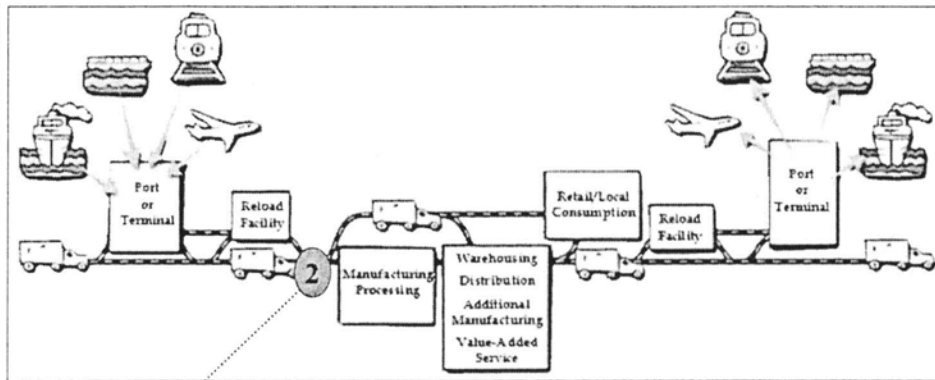 Port
or
Terminal
Reload
Facility
2
Manufacturing
Processing
Warehousing
Distribution
Additional
Manufacturing
Value-Added
Service
Retail/Local
Consumption
Reload
Facility
Port
or
Terminal